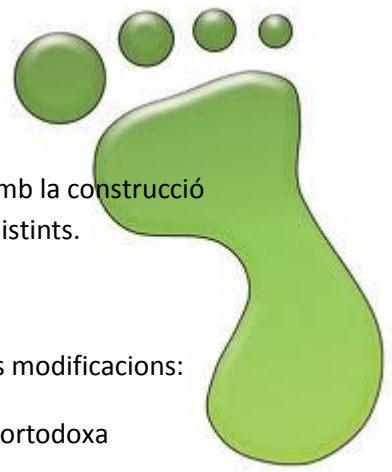 mb la construcció
istints.
s modificacions:
ortodoxa